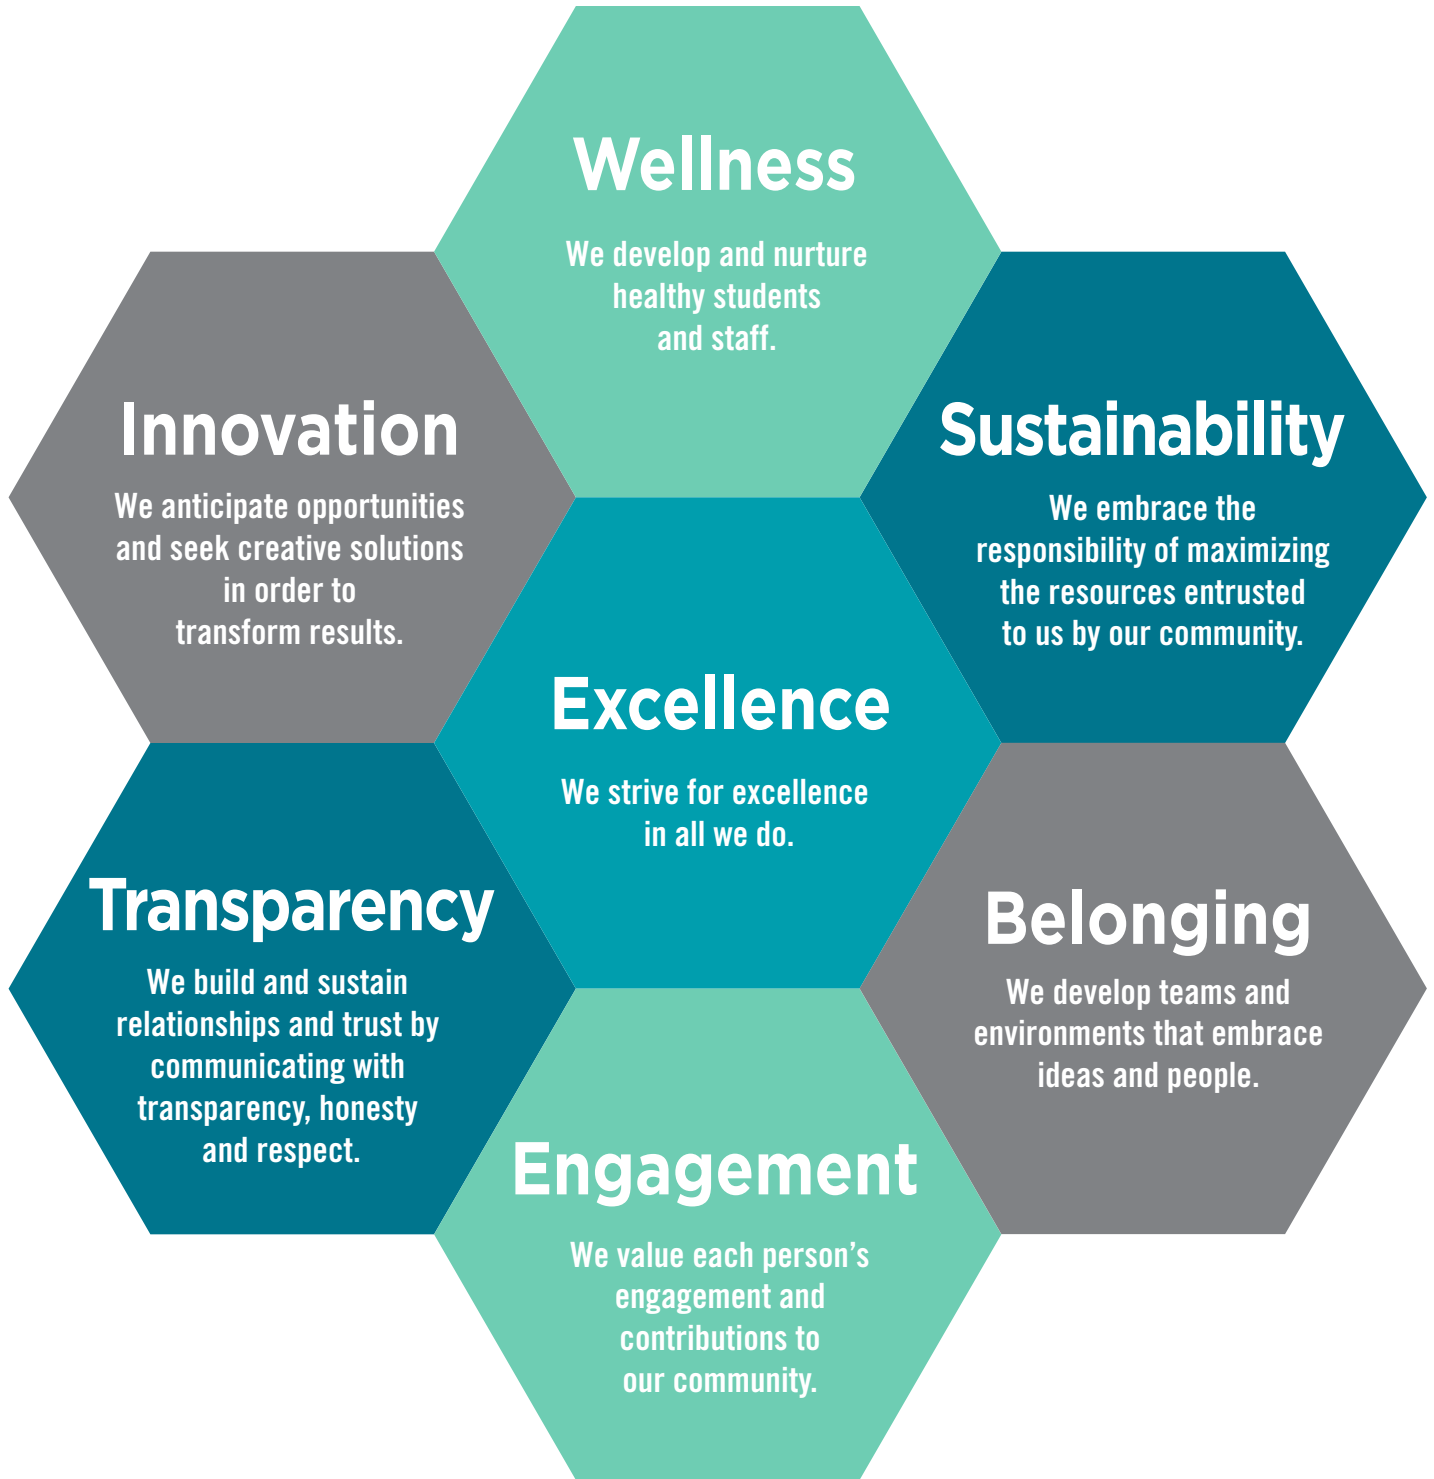 Wellness
We develop and nurture
healthy students
and staff.
Innovation
We anticipate opportunities
and seek creative solutions
in order to
transform results.
Sustainability
We embrace the
responsibility of maximizing
the resources entrusted
to us by our community.
Excellence
We strive for excellence
in all we do.
Transparency
We build and sustain
relationships and trust by
communicating with
transparency, honesty
and respect.
Belonging
We develop teams and
environments that embrace
ideas and people.
Engagement
We value each person’s
engagement and
contributions to
our community.